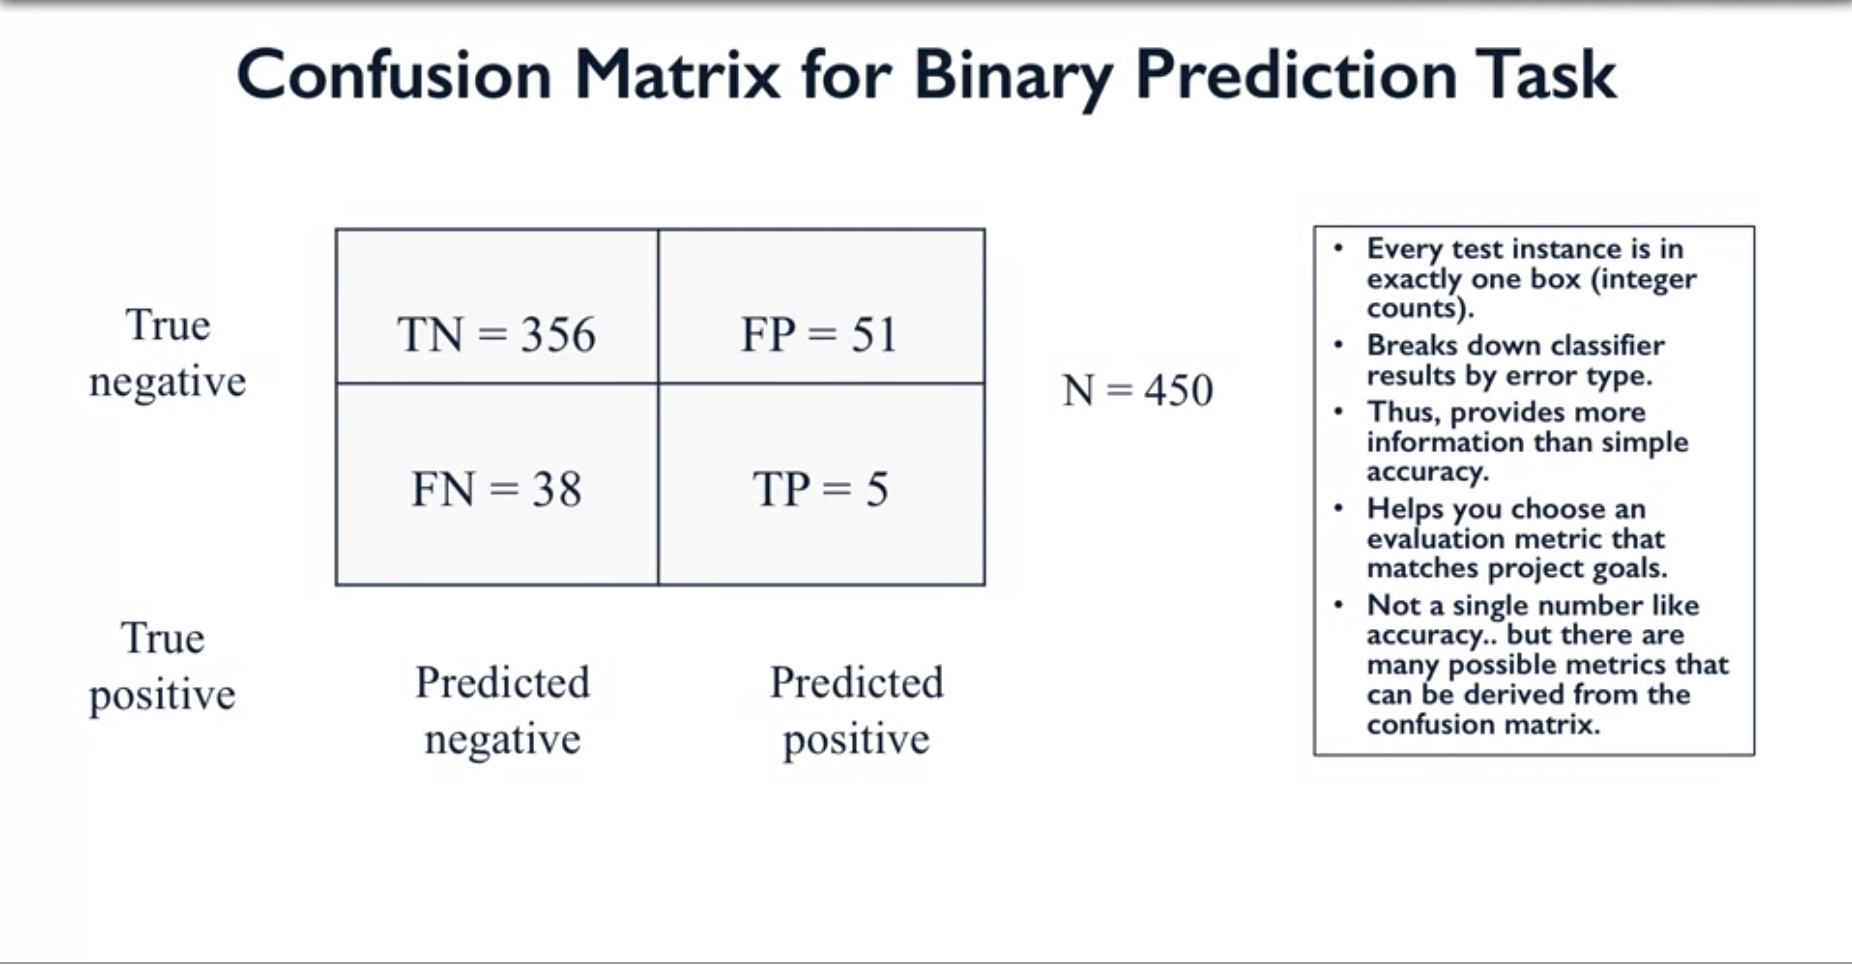 Confusion Matrix for Binary Prediction Task
True
negative
TN = 356
FP = 51
FN = 38
TP = 5
True
positive
Predicted
negative
Predicted
positive
N = 450
• Every test instance is in
exactly one box (integer
counts).
• Breaks down classifier
results by error type.
• Thus, provides more
information than simple
accuracy.
• Helps you choose an
evaluation metric that
matches project goals.
• Not a single number like
accuracy.. but there are
many possible metrics that
can be derived from the
confusion matrix.